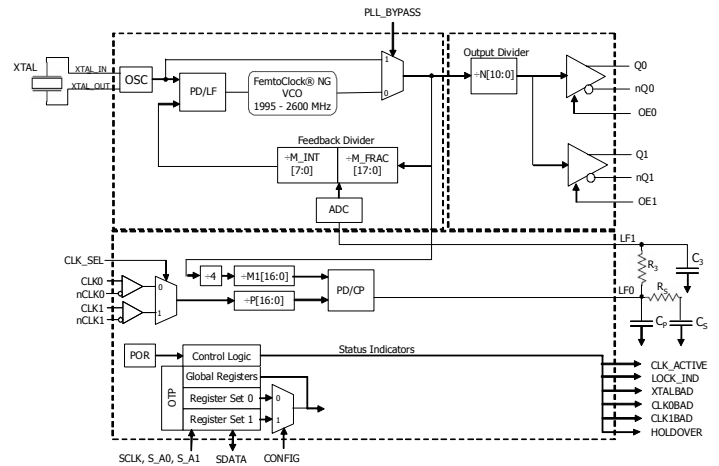 PLL_BYPASS
XTAL
XTAL_IN
XTAL_OUT
OSC
PD/LF
FemtoClock® NG
VCO
1995 - 2600 MHz
1
0
Output Divider
÷N[10:0]
Q0
nQ0
OE0
Q1
nQ1
OE1
Feedback Divider
÷M_INT
[7:0]
÷M_FRAC
[17:0]
ADC
LF1
R3
C3
LF0
RS
CP
CS
CLK_SEL
CLK0
nCLK0
CLK1
nCLK1
0
1
÷4
÷M1[16:0]
÷P[16:0]
PD/CP
POR
Control Logic
Status Indicators
Global Registers
OTP
Register Set 0
Register Set 1
0
1
CLK_ACTIVE
LOCK_IND
XTALBAD
CLK0BAD
CLK1BAD
HOLDOVER
SCLK, S_A0, S_A1
SDATA
CONFIG